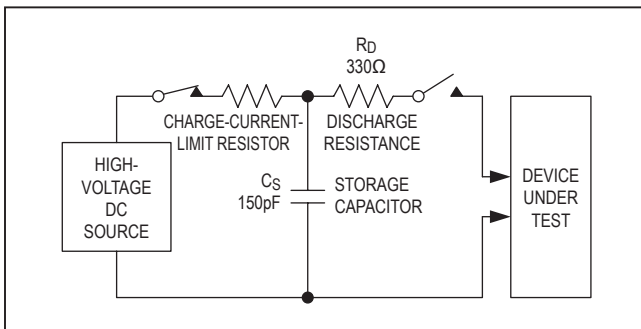 RD
330Ω
CHARGE-CURRENT-
LIMIT RESISTOR
DISCHARGE
RESISTANCE
HIGH-
VOLTAGE
DC
SOURCE
CS
150pF
STORAGE
CAPACITOR
DEVICE
UNDER
TEST